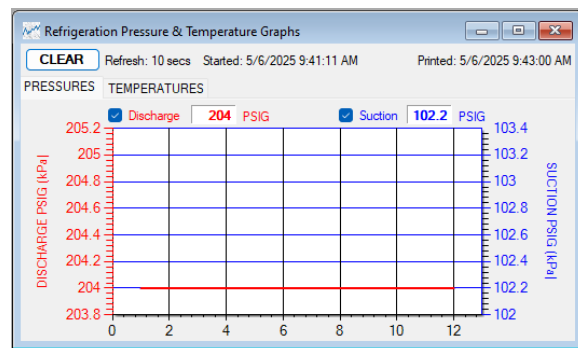 Refrigeration Pressure & Temperature Graphs
CLEAR Refresh: 10 secs Started: 5/6/2025 9:41:11 AM Printed: 5/6/2025 9:43:00 AM
PRESSURES TEMPERATURES
Discharge 204 PSIG Suction 102.2 PSIG
DISCHARGE PSIG (kPa)
205.2
205
204.8
204.6
204.4
204.2
204
203.8
0 2 4 6 8 10 12
103.4
103.2
103
102.8
102.6
102.4
102.2
102
SUCTION PSIG (kPa)